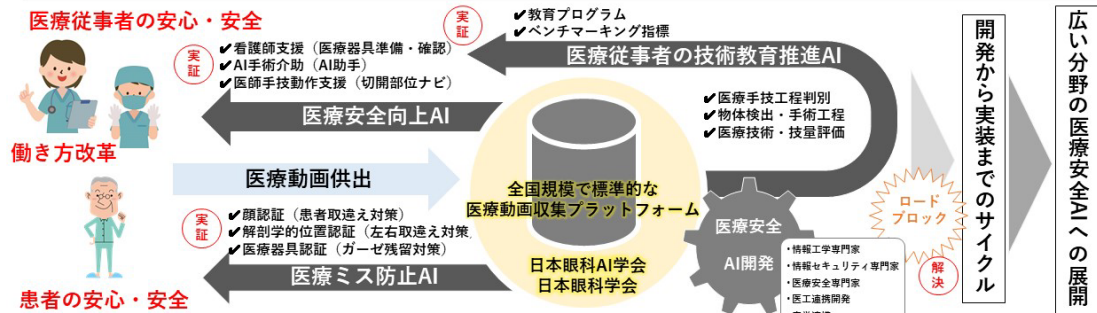 医療従事者の安心・安全
働き方改革
患者の安心・安全
実証
✔教育プログラム
✔ベンチマーキング指標
医療従事者の技術教育推進AI
実証
✔看護師支援（医療器具準備・確認）
✔AI手術介助（AI助手）
✔医師手技動作支援（切開部位ナビ）
医療安全向上AI
医療動画供出
実証
✔顔認証（患者取違え対策）
✔解剖学的位置認証（左右取違え対策
✔医療器具認証（ガーゼ残留対策）
医療ミス防止AI
全国規模で標準的な
医療動画収集プラットフォーム
日本眼科AI学会
日本眼科学会
✔医療手技工程判別
✔物体検出・手術工程
✔医療技術・技量評価
医療安全
AI開発
・情報工学専門家
・情報セキュリティ専門家
・医療安全専門家
・医工連携開発
ロード
ブロック
解決
開発から実装までのサイクル
広い分野の医療安全AIへの展開